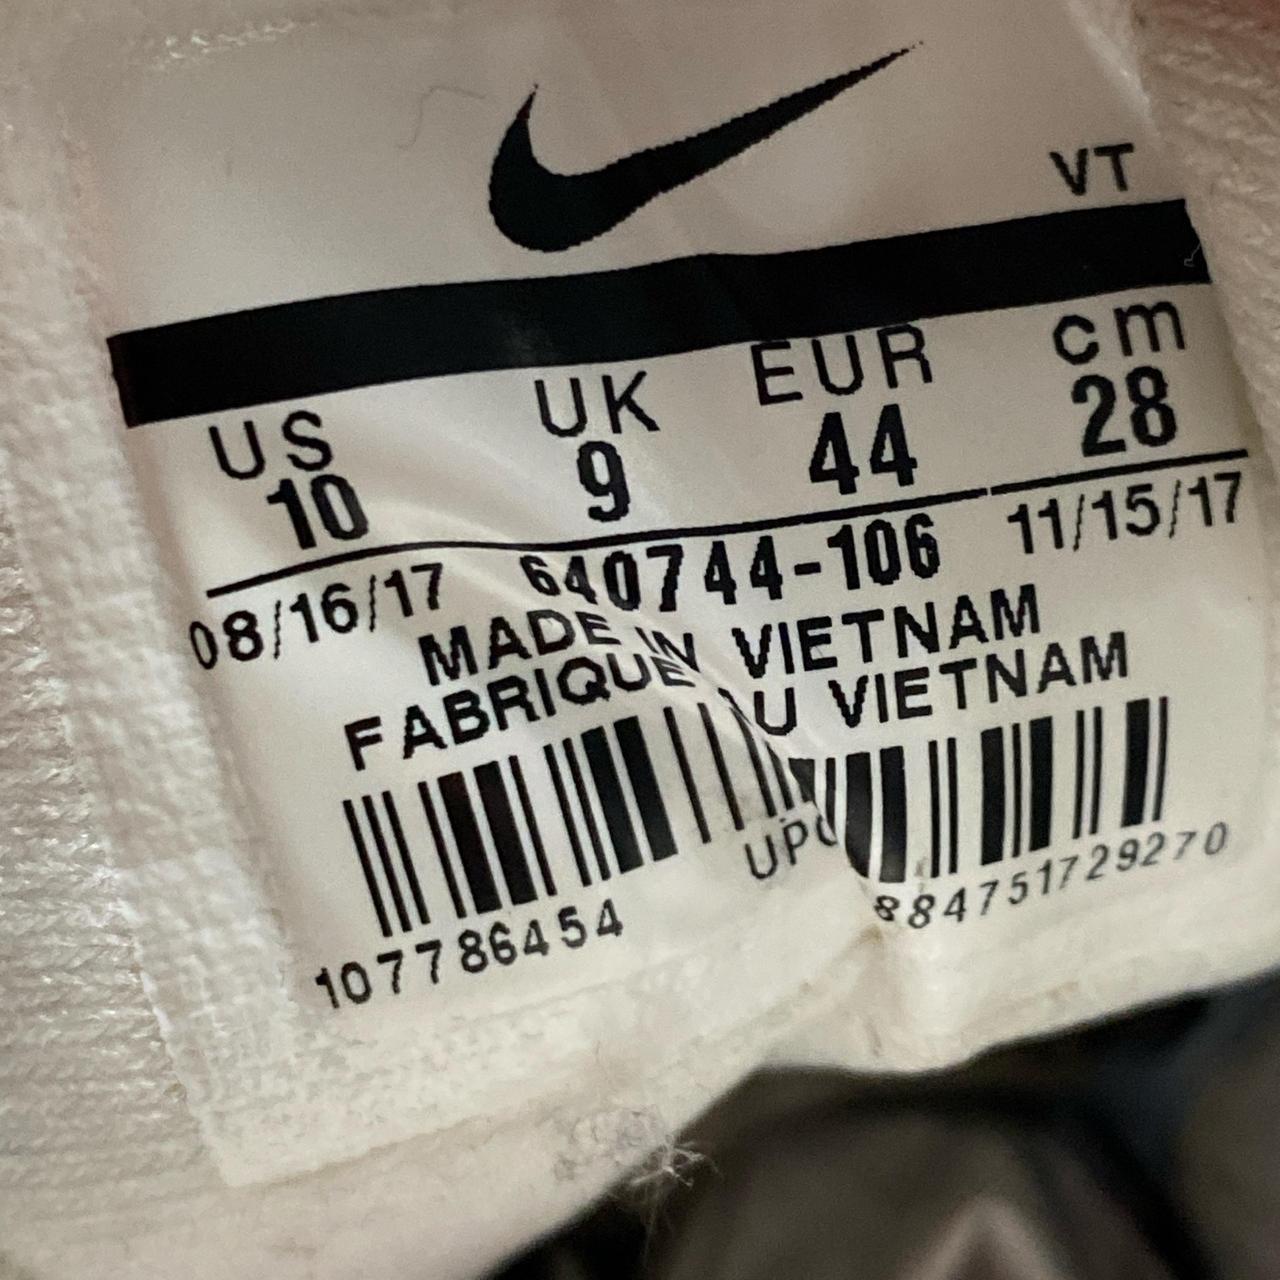 VT
US UK EUR cm
10 9 44 28
08/16/17 640744-106 11/15/17
MADE IN VIETNAM
FABRIQUE AU VIETNAM
UPC
107786454 884751729270